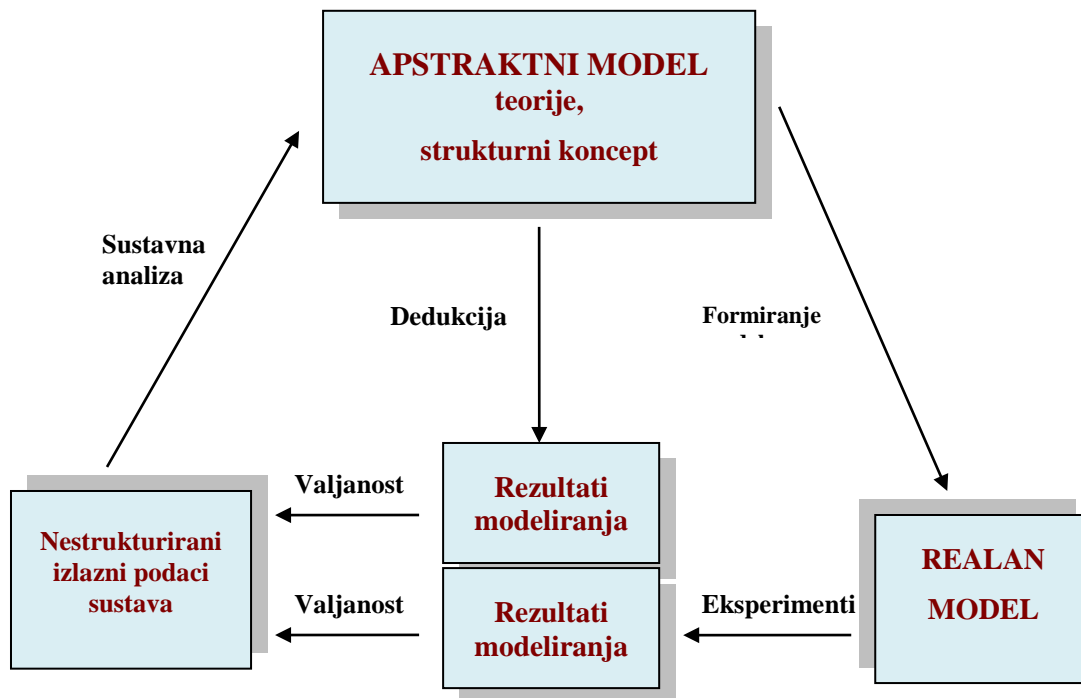 APSTRAKTNI MODEL
teorije,
strukturni koncept
Sustavna
analiza
Dedukcija
Formiranje
Valjanost
Rezultati
modeliranja
Nestrukturirani
izlazni podaci
sustava
REALAN
MODEL
Valjanost
Rezultati
modeliranja
Eksperimenti